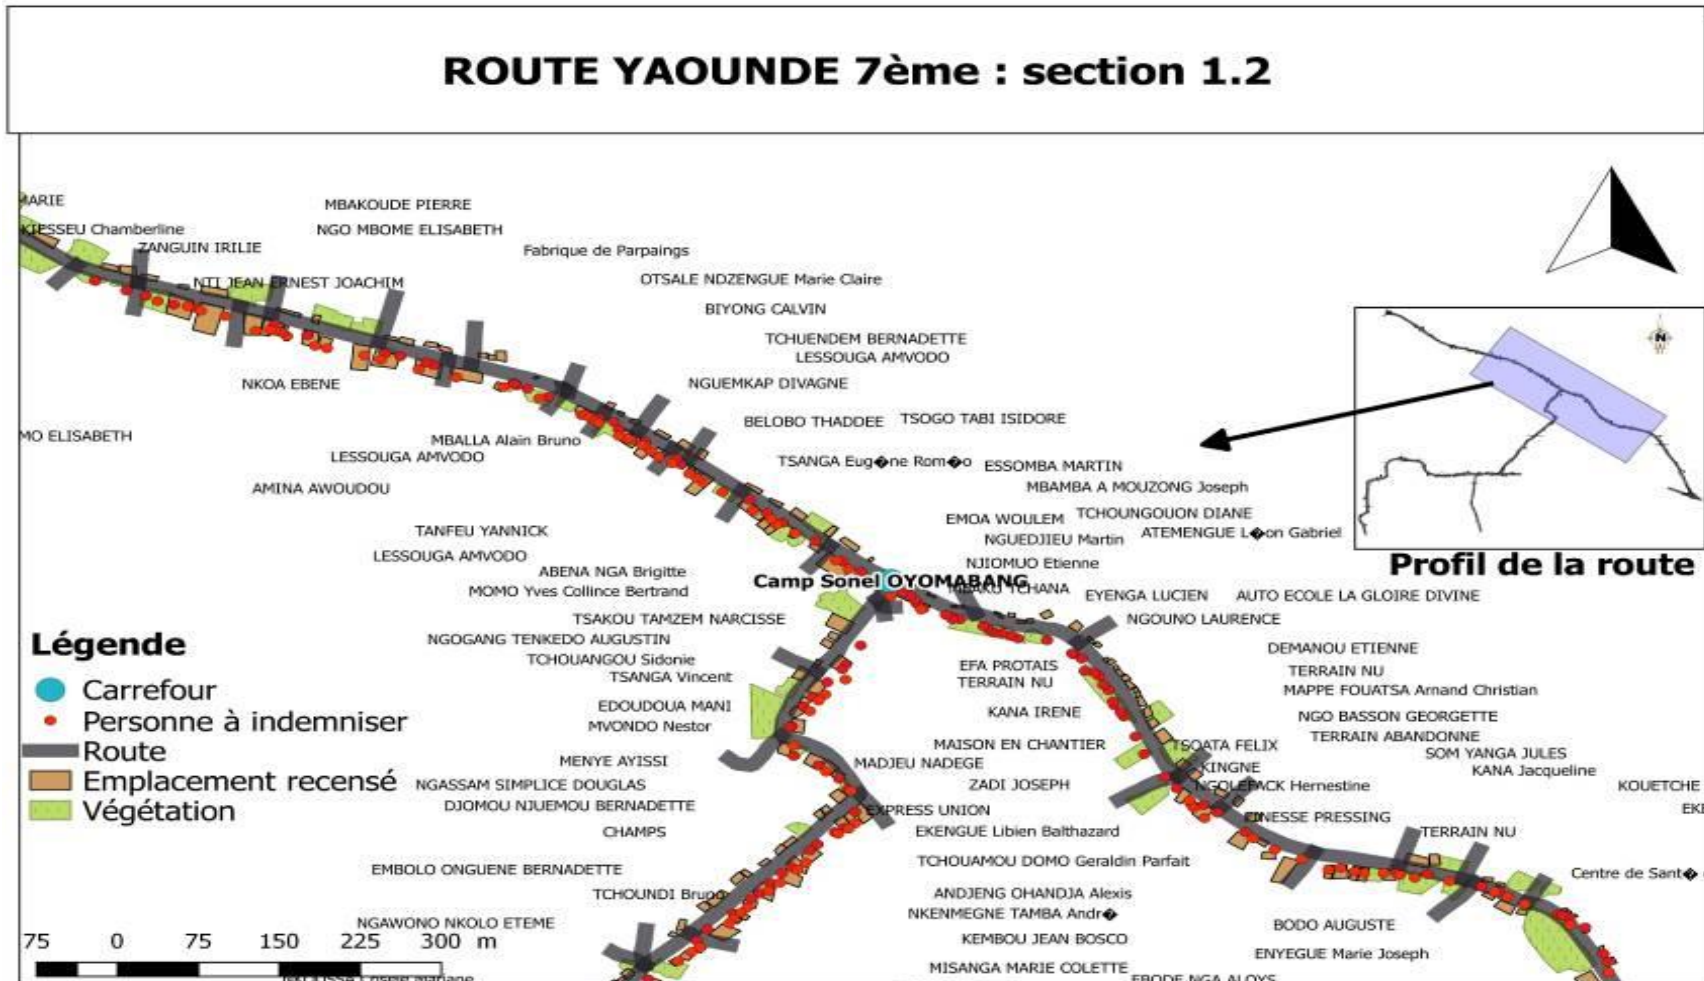 ROUTE YAOUNDE 7ème : section 1.2
MARIE
MBAKOUDE PIERRE
KIESSEU Chamberline
NGO MBOME ELISABETH
ZANGUIN IRILIE
Fabrique de Parpaings
NTI JEAN ERNEST JOACHIM
OTSALE NDZENGUE Marie Claire
BIYONG CALVIN
TCHUENDEM BERNADETTE
LESSOUGA AMVODO
NKOA EBENE
NGUEMKAP DIVAGNE
N
BELOBO THADDEE
TSOGO TABI ISIDORE
MO ELISABETH
MBALLA Alain Bruno
LESSOUGA AMVODO
TSANGA Eug�ne Rom�o
ESSOMBA MARTIN
AMINA AWOUDOU
MBAMBA A MOUZONG Joseph
EMOA WOULEM
TCHOUNGOUON DIANE
TANFEU YANNICK
NGUEDJIEU Martin
ATEMENGUE L�on Gabriel
LESSOUGA AMVODO
NJIOMUO Etienne
Profil de la route
ABENA NGA Brigitte
Camp Sonel OYOMABANG
MOMO Yves Collince Bertrand
MBAKU TCHANA
EYENGA LUCIEN
AUTO ECOLE LA GLOIRE DIVINE
TSAKOU TAMZEM NARCISSE
NGOUNO LAURENCE
NGOGANG TENKEDO AUGUSTIN
DEMANOU ETIENNE
TCHOUANGOU Sidonie
EFA PROTAIS
TERRAIN NU
TSANGA Vincent
TERRAIN NU
MAPPE FOUATSA Arnand Christian
EDOUDOUA MANI
KANA IRENE
NGO BASSON GEORGETTE
MVONDO Nestor
TERRAIN ABANDONNE
MAISON EN CHANTIER
TSOATA FELIX
SOM YANGA JULES
MENYE AYISSI
MADJEU NADEGE
KINGNE
KANA Jacqueline
NGASSAM SIMPLICE DOUGLAS
ZADI JOSEPH
NGOLEFACK Hernestine
KOUETCHE
DJOMOU NJUEMOU BERNADETTE
EXPRESS UNION
FINESSE PRESSING
CHAMPS
EKENGUE Libien Balthazard
TERRAIN NU
EMBOLO ONGUENE BERNADETTE
TCHOUAMOU DOMO Geraldin Parfait
Centre de Sant�
TCHOUNDI Bruno
ANDJENG OHANDJA Alexis
NKENMEGNE TAMBA Andr�
NGAWONO NKOLO ETEME
BODO AUGUSTE
KEMBOU JEAN BOSCO
ENYEGUE Marie Joseph
MISANGA MARIE COLETTE
EBODE NGA ALOYS
Légende
Carrefour
Personne à indemniser
Route
Emplacement recensé
Végétation
75 0 75 150 225 300 m